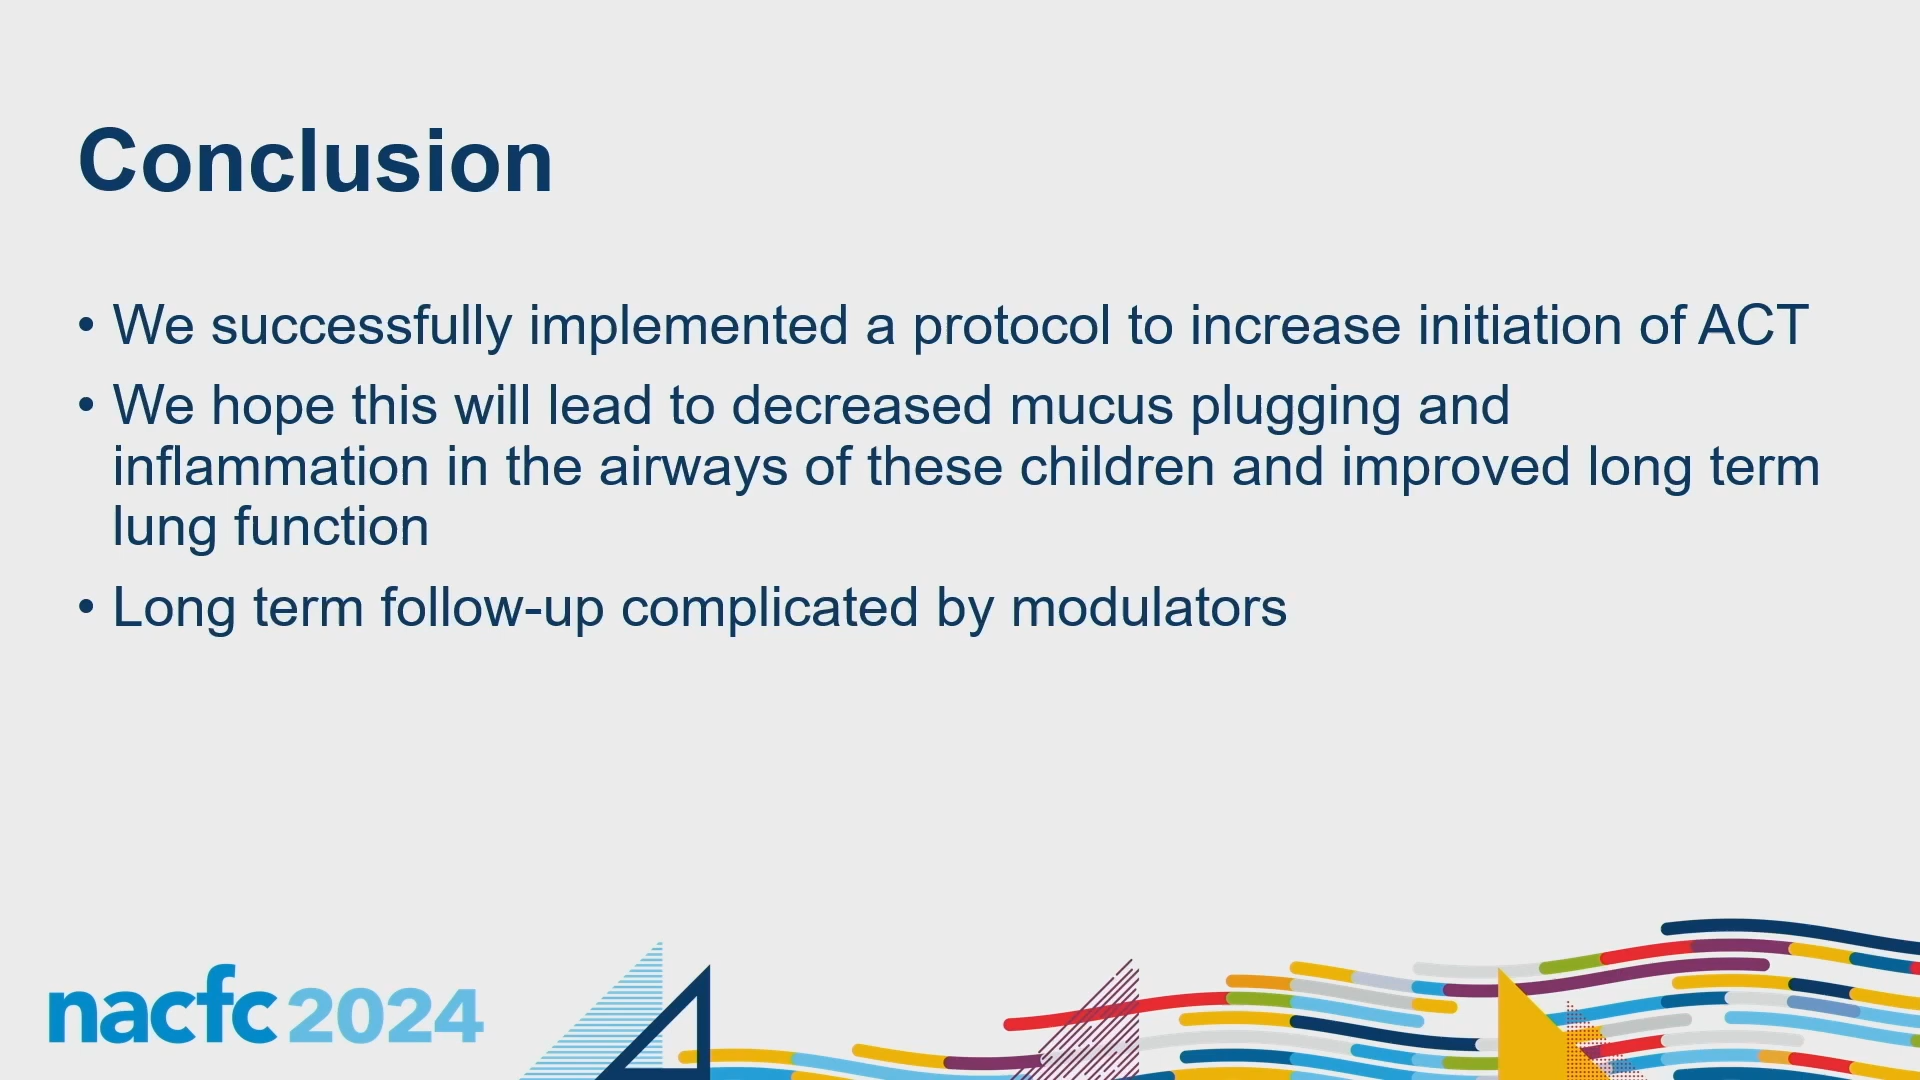 Conclusion
• We successfully implemented a protocol to increase initiation of ACT
• We hope this will lead to decreased mucus plugging and
inflammation in the airways of these children and improved long term
lung function
• Long term follow-up complicated by modulators
nacfc 2024